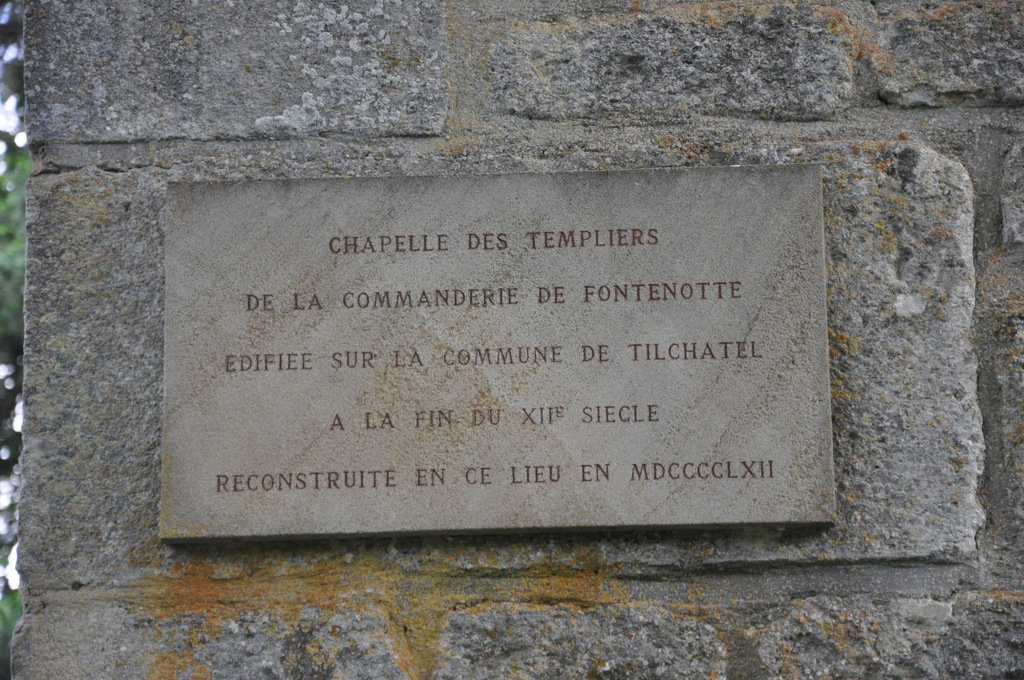 CHAPELLE DES TEMPLIERS
DE LA COMMANDERIE DE FONTENOTTE
EDIFIEE SUR LA COMMUNE DE TILCHATEL
A LA FIN DU XIIE SIECLE
RECONSTRUITE EN CE LIEU EN MDCCCCLXII